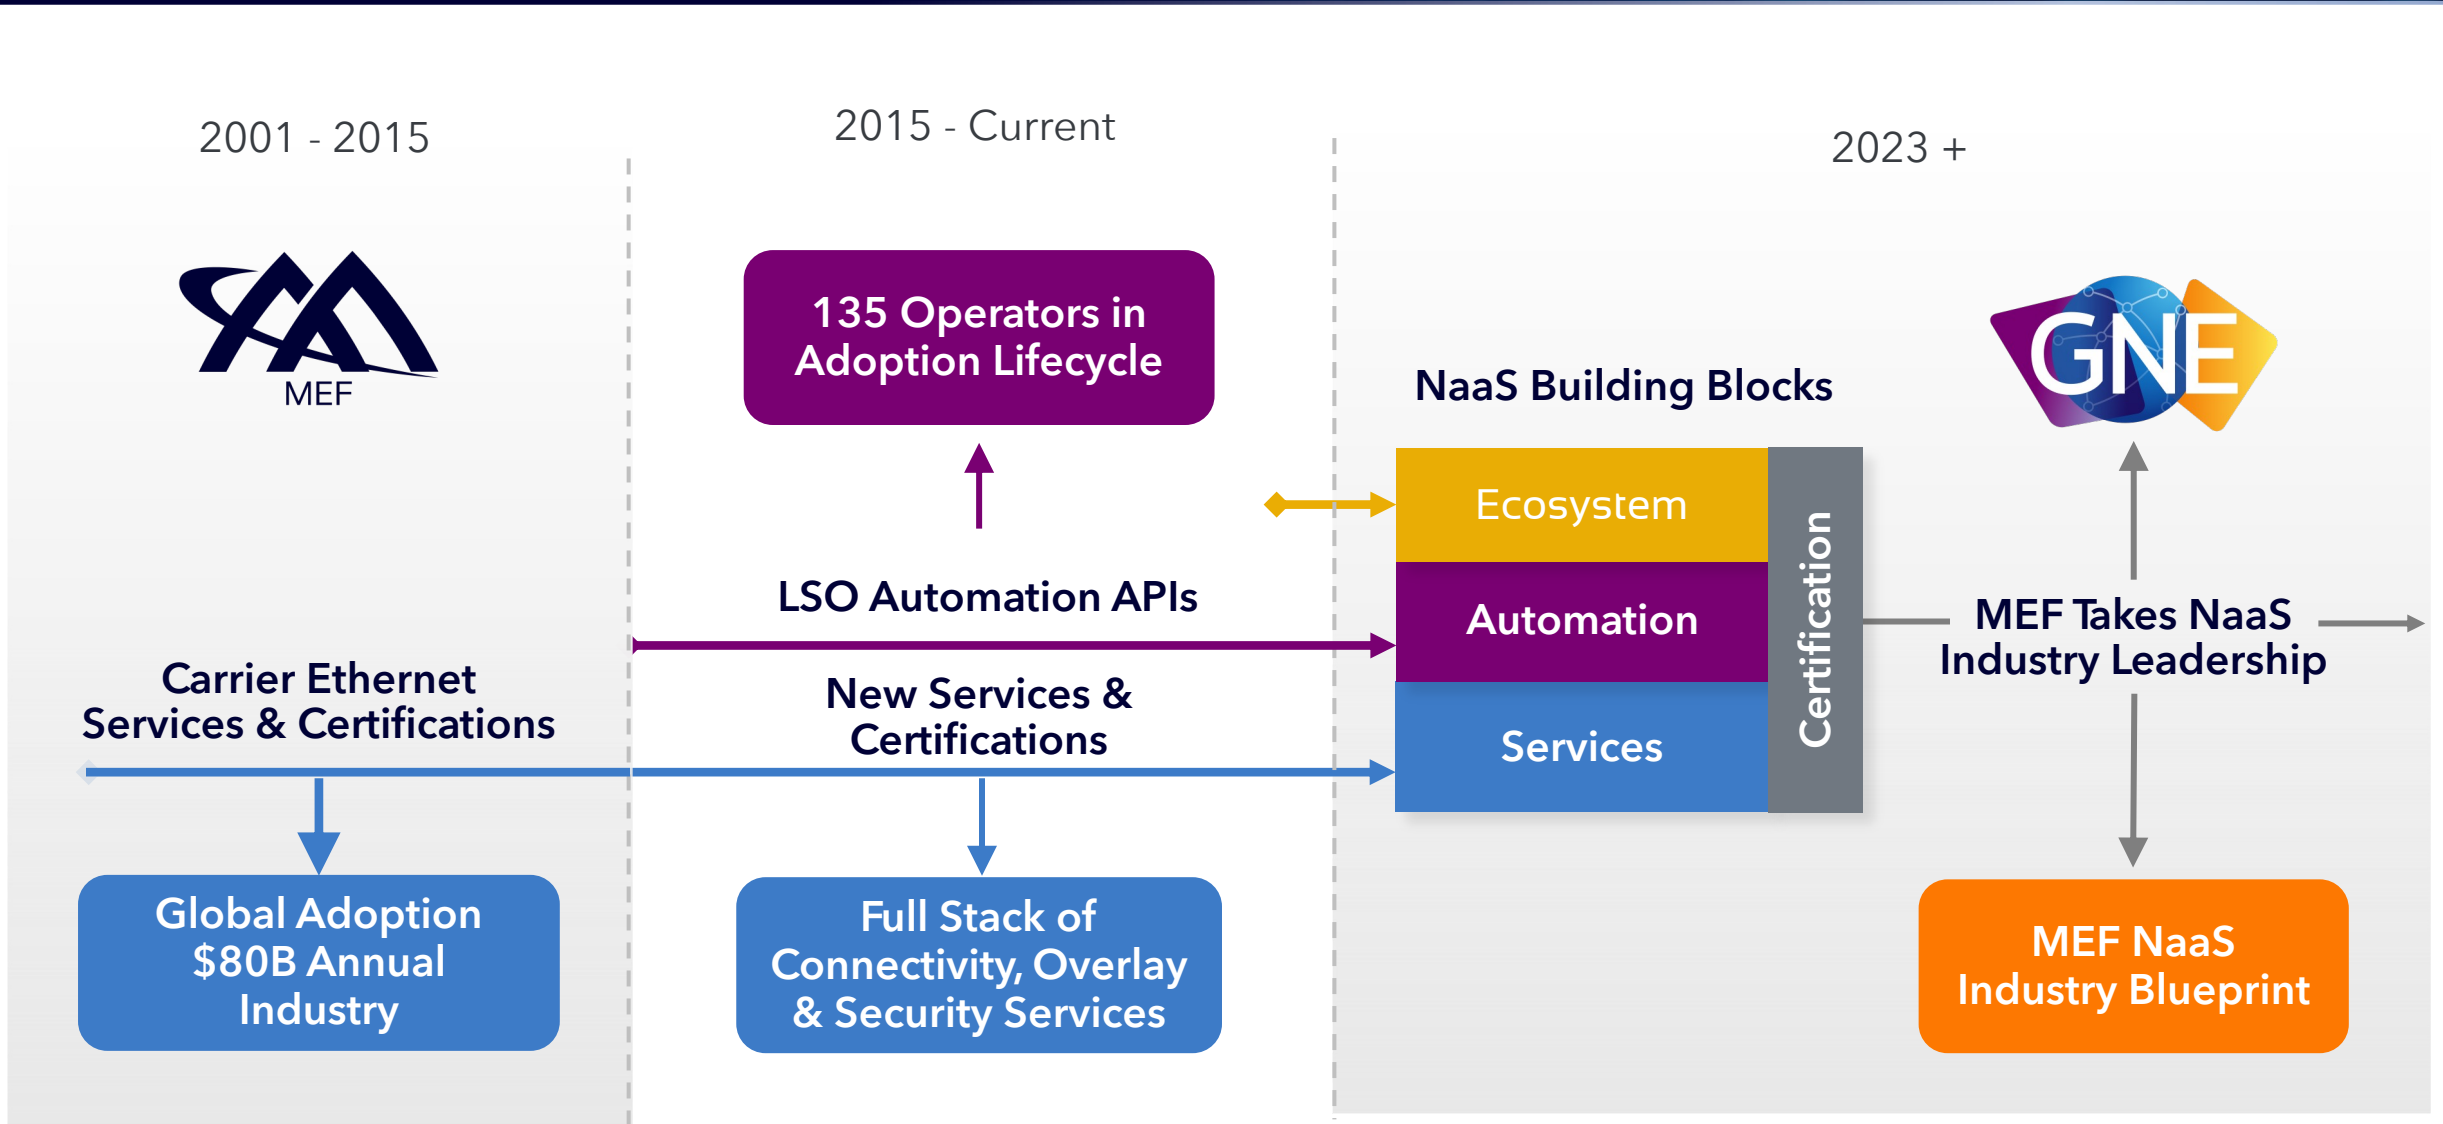 2001 - 2015
2015 - Current
2023 +
MEF
135 Operators in
Adoption Lifecycle
LSO Automation APIs
Carrier Ethernet
Services & Certifications
New Services &
Certifications
Global Adoption
$80B Annual
Industry
Full Stack of
Connectivity, Overlay
& Security Services
NaaS Building Blocks
Ecosystem
Automation
Services
Certification
GNE
MEF Takes NaaS
Industry Leadership
MEF NaaS
Industry Blueprint